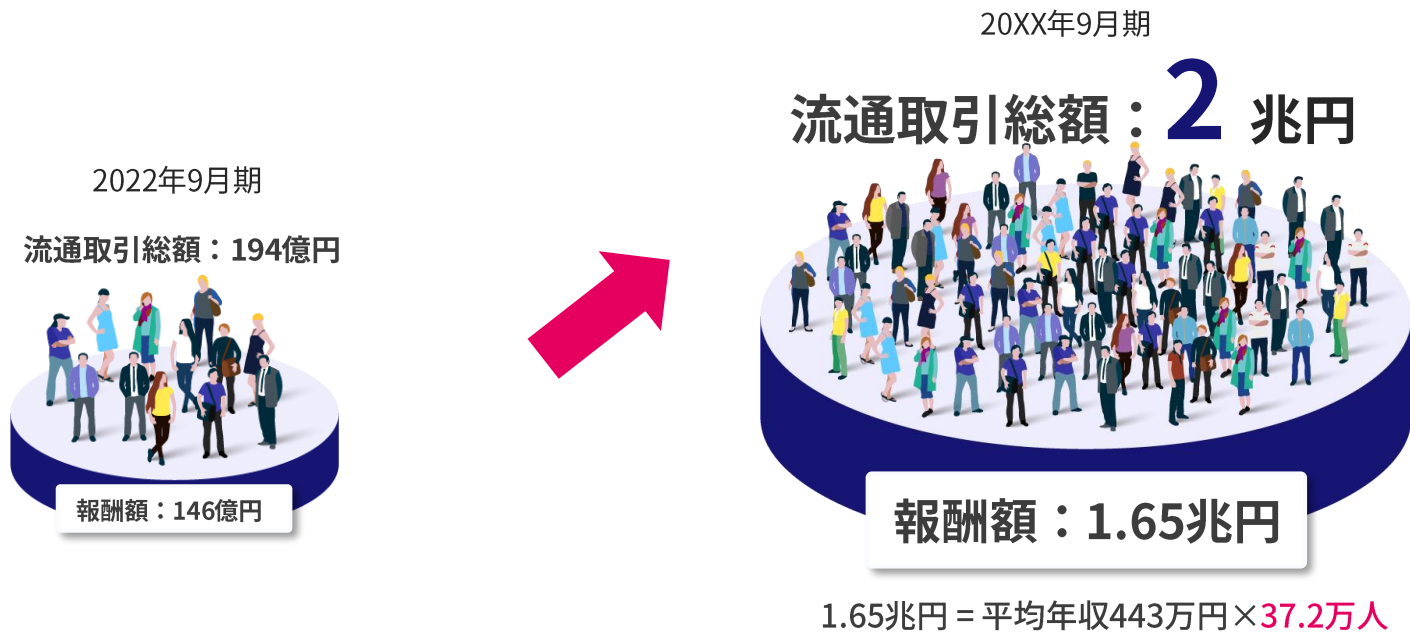 2022年9月期
流通取引総額：194億円
報酬額：146億円
20XX年9月期
流通取引総額：2 兆円
報酬額：1.65兆円
1.65兆円 = 平均年収443万円×37.2万人